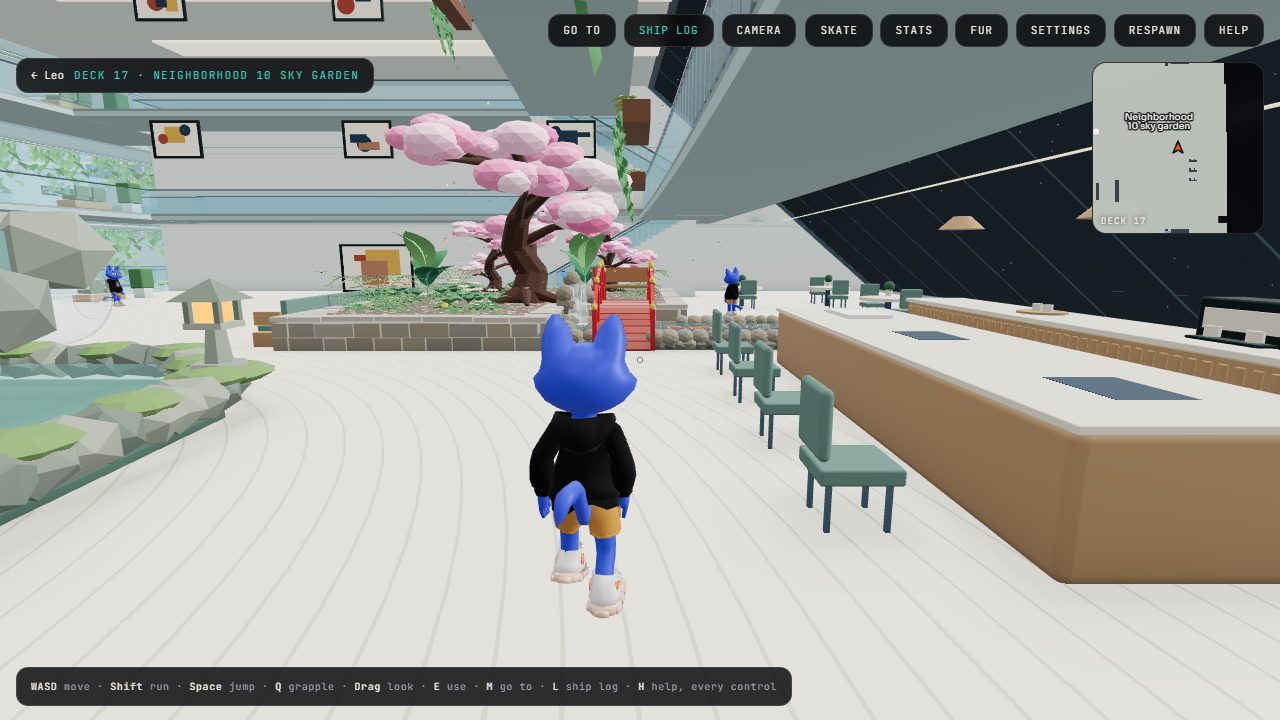 GO TO SHIP LOG CAMERA SKATE STATS FUR SETTINGS RESPAWN HELP
← Leo DECK 17 · NEIGHBORHOOD 10 SKY GARDEN
Neighborhood
10 sky garden
DECK 17
WASD move · Shift run · Space jump · Q grapple · Drag look · E use · M go to · L ship log · H help, every control